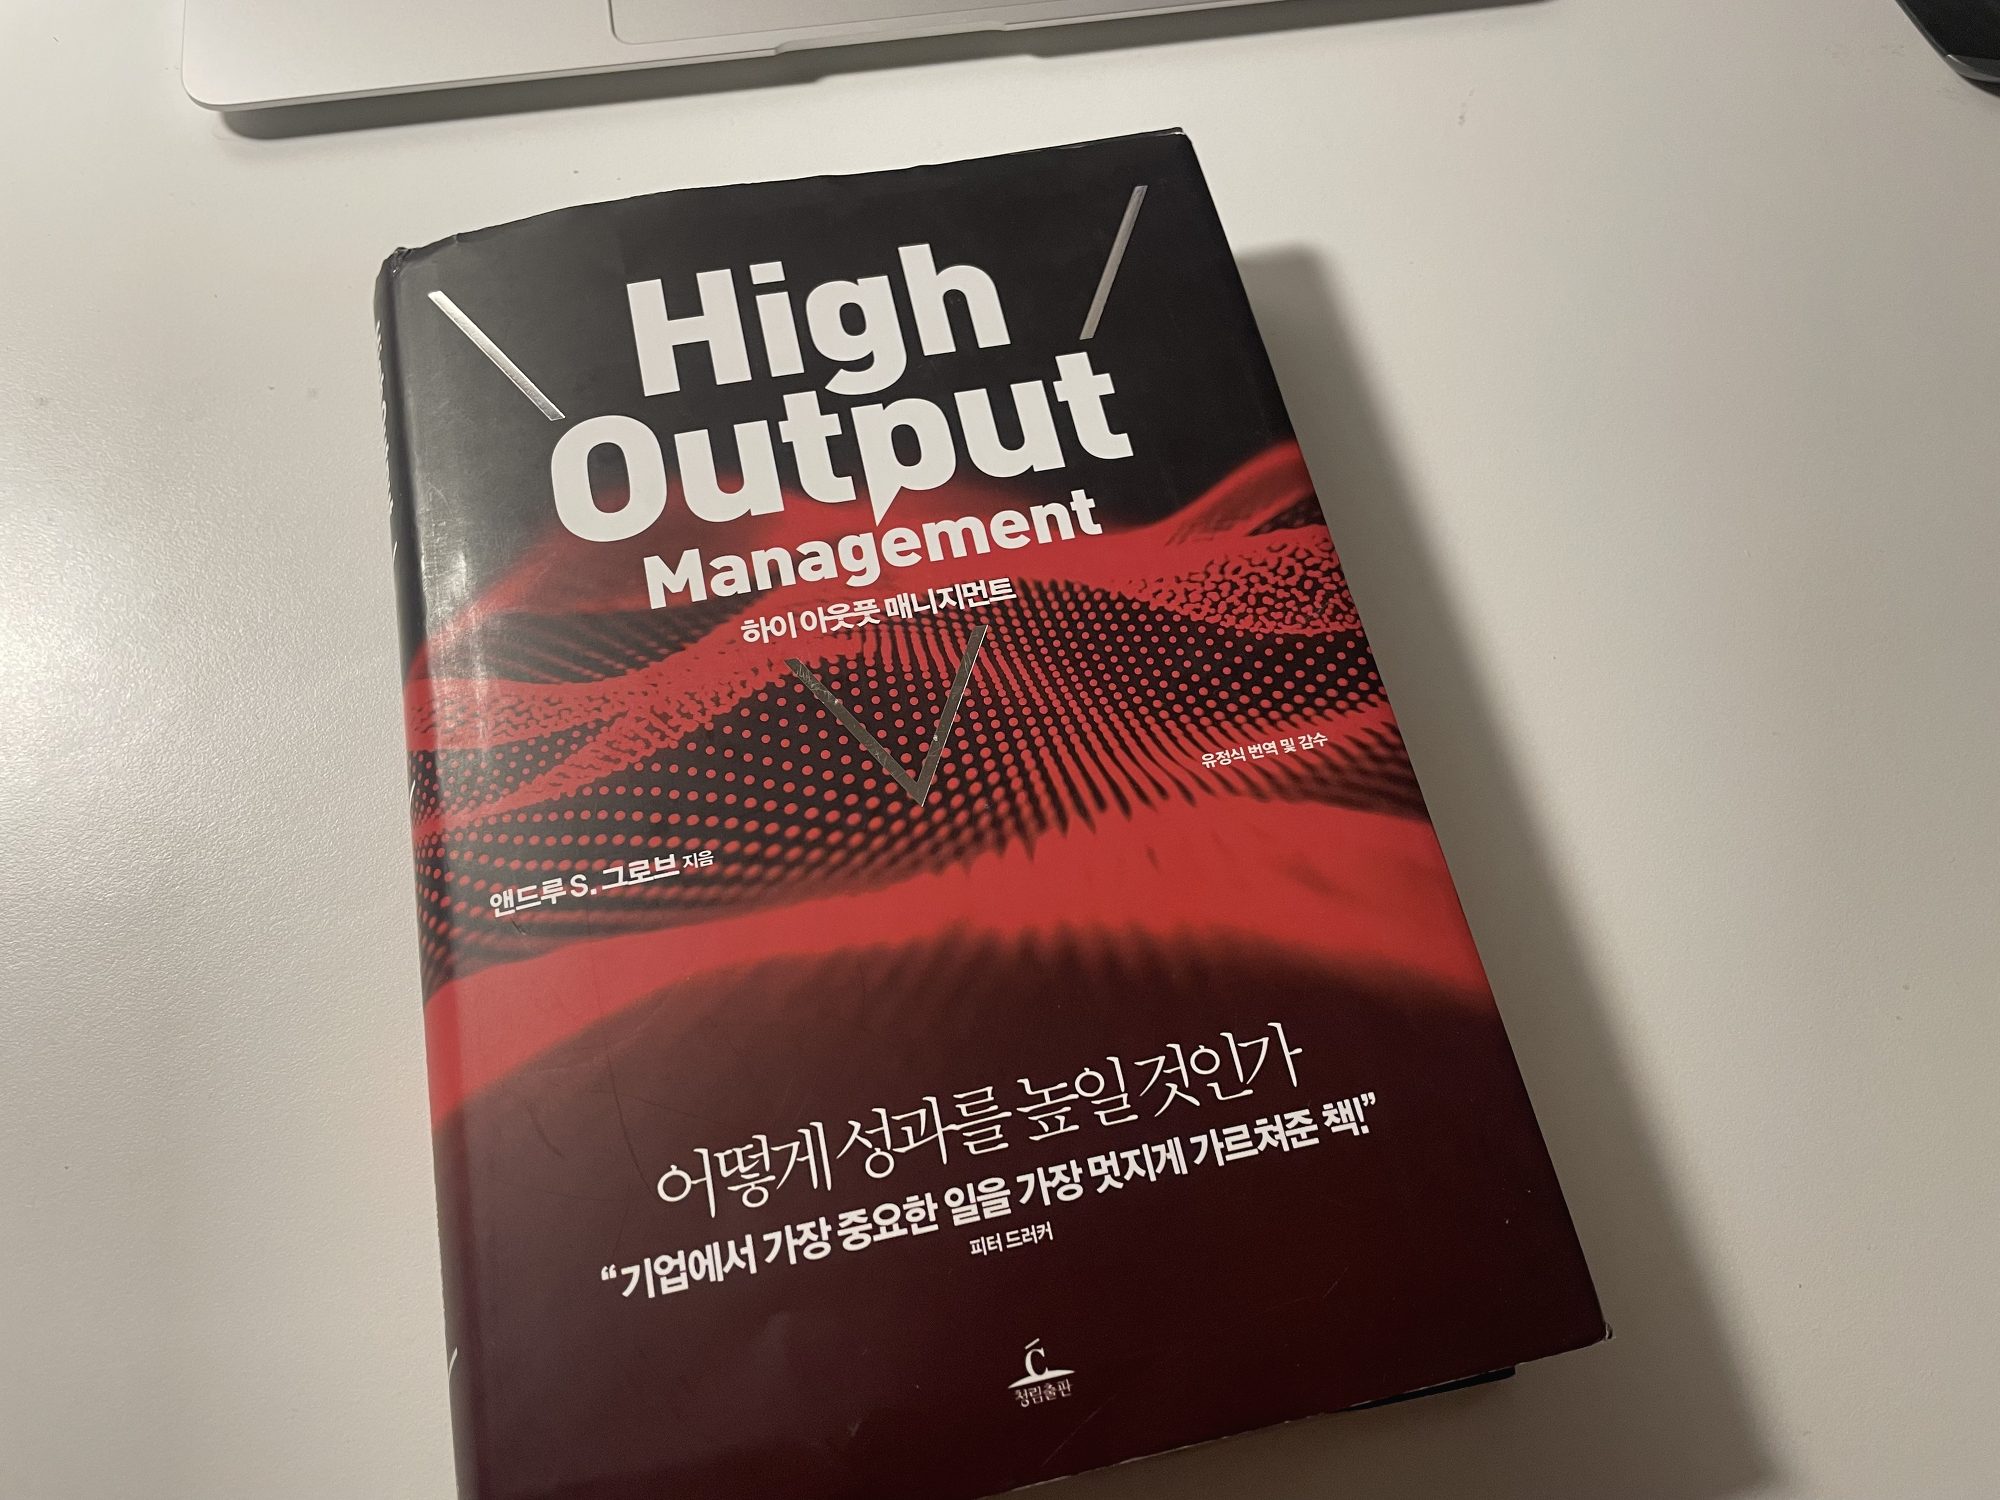 High
Output
Management
하이 아웃풋 매니지먼트
유정식 번역 및 감수
앤드루 S. 그로브 지음
어떻게 성과를 높일 것인가
“기업에서 가장 중요한 일을 가장 멋지게 가르쳐준 책!”
피터 드러커
C
청림출판